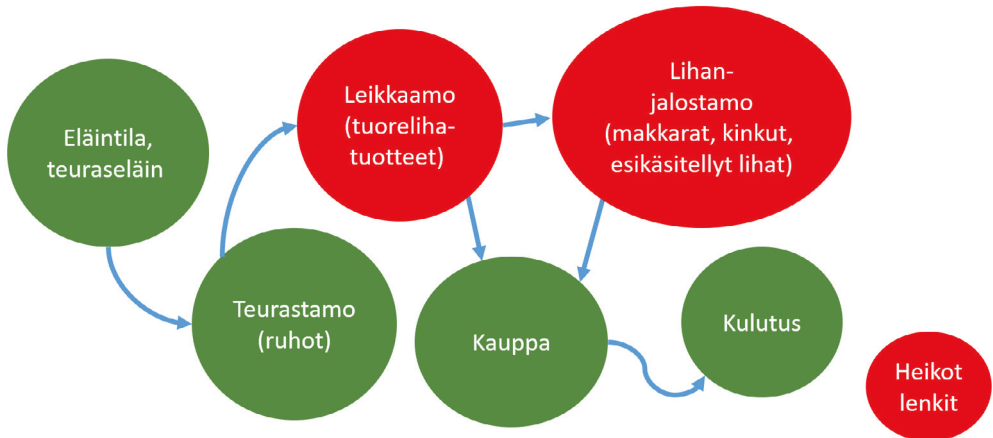 Eläintila,
teuraseläin
Teurastamo
(ruhot)
Leikkaamo
(tuoreliha-
tuotteet)
Lihan-
jalostamo
(makkarat, kinkut,
esikäsitellyt lihat)
Kauppa
Kulutus
Heikot
lenkit